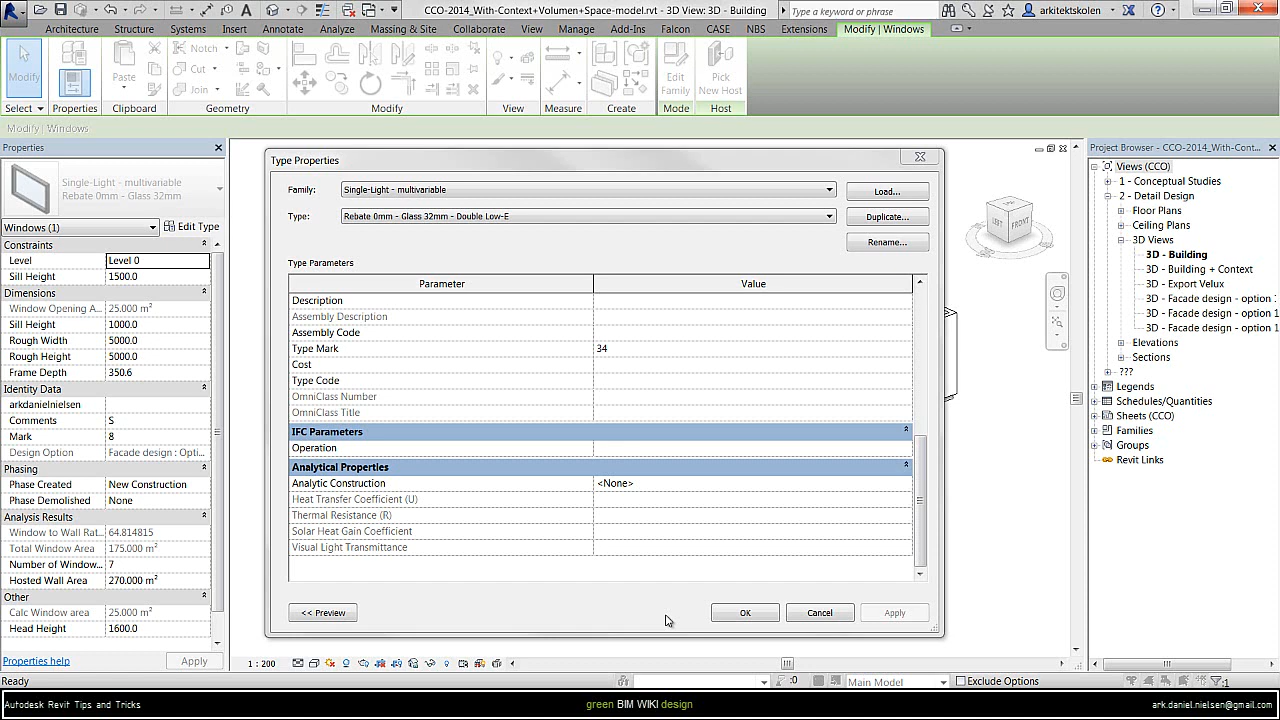 CCO-2014_With-Context+Volumen+Space-model.rvt - 3D View: 3D - Building
Type a keyword or phrase
arkitektskolen
Architecture Structure Systems Insert Annotate Analyze Massing & Site Collaborate View Manage Add-Ins Falcon CASE NBS Extensions Modify | Windows
Modify
Paste
Notch
Cut
Join
Edit Family
Pick New Host
Select Properties Clipboard Geometry Modify View Measure Create Mode Host
Modify | Windows
Properties
Single-Light - multivariable
Rebate 0mm - Glass 32mm
Windows (1)
Edit Type
Constraints
Level Level 0
Sill Height 1500.0
Dimensions
Window Opening A... 25.000 m²
Sill Height 1000.0
Rough Width 5000.0
Rough Height 5000.0
Frame Depth 350.6
Identity Data
arkdanielnielsen
Comments S
Mark 8
Design Option Facade design : Opti...
Phasing
Phase Created New Construction
Phase Demolished None
Analysis Results
Window to Wall Rat... 64.814815
Total Window Area 175.000 m²
Number of Window... 7
Hosted Wall Area 270.000 m²
Other
Calc Window area 25.000 m²
Head Height 1600.0
Properties help
Apply
Type Properties
Family: Single-Light - multivariable Load...
Type: Rebate 0mm - Glass 32mm - Double Low-E Duplicate...
Rename...
Type Parameters
Parameter Value
Description
Assembly Description
Assembly Code
Type Mark 34
Cost
Type Code
OmniClass Number
OmniClass Title
IFC Parameters
Operation
Analytical Properties
Analytic Construction <None>
Heat Transfer Coefficient (U)
Thermal Resistance (R)
Solar Heat Gain Coefficient
Visual Light Transmittance
<< Preview OK Cancel Apply
FRONT
Project Browser - CCO-2014_With-Cont...
Views (CCO)
1 - Conceptual Studies
2 - Detail Design
Floor Plans
Ceiling Plans
3D Views
3D - Building
3D - Building + Context
3D - Export Velux
3D - Facade design - option
3D - Facade design - option 1
3D - Facade design - option 1
Elevations
Sections
???
Legends
Schedules/Quantities
Sheets (CCO)
Families
Groups
Revit Links
1 : 200
Ready
:0
Main Model
Exclude Options
:1
Autodesk Revit Tips and Tricks
green BIM WIKI design
ark.daniel.nielsen@gmail.com